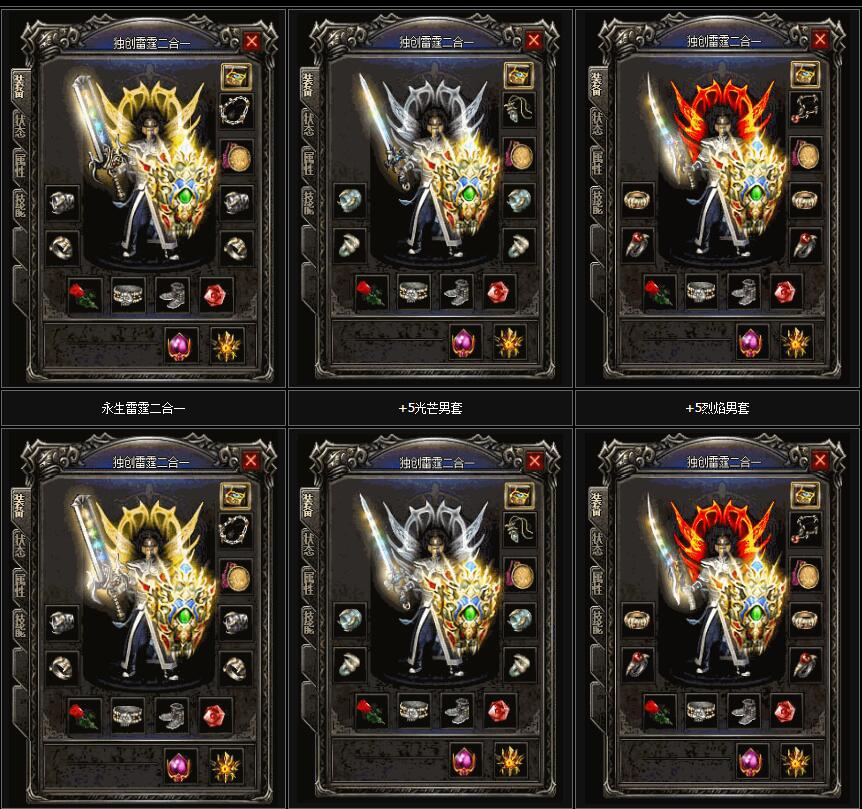 独创雷霆二合一
独创雷霆二合一
独创雷霆二合一
装备
状态
属性
技能
装备
状态
属性
技能
装备
状态
属性
技能
永生雷霆二合一
+5光芒男套
+5烈焰男套
独创雷霆二合一
独创雷霆二合一
独创雷霆二合一
装备
状态
属性
技能
装备
状态
属性
技能
装备
状态
属性
技能